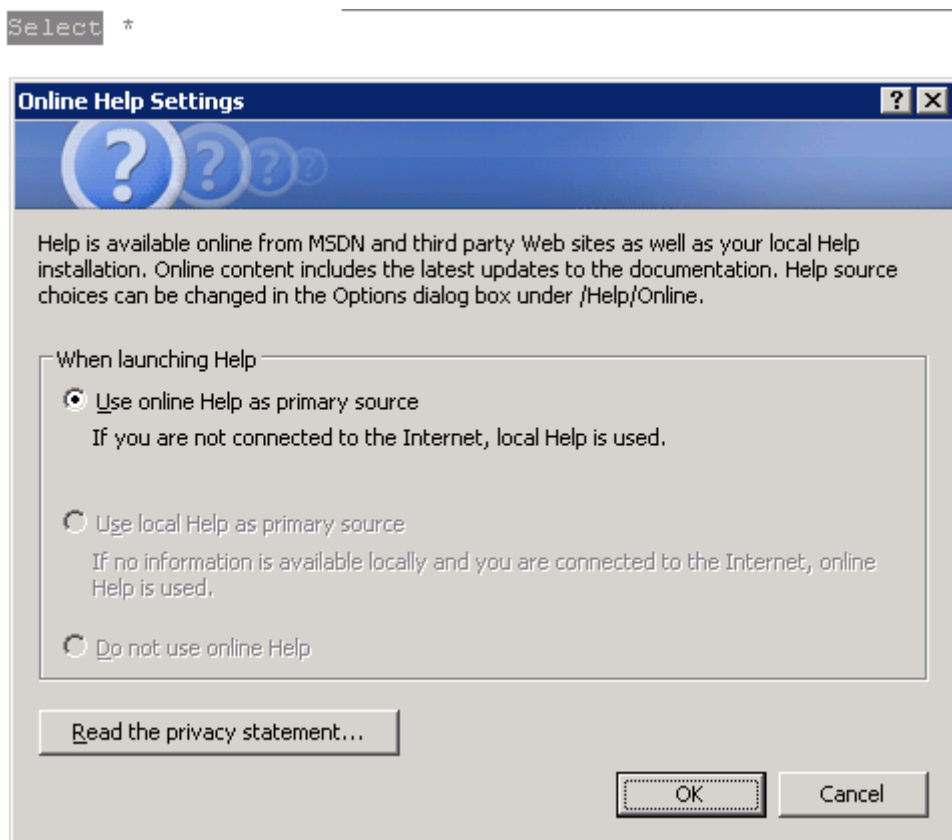 Select *
Online Help Settings
Help is available online from MSDN and third party Web sites as well as your local Help
installation. Online content includes the latest updates to the documentation. Help source
choices can be changed in the Options dialog box under /Help/Online.
When launching Help
Use online Help as primary source
If you are not connected to the Internet, local Help is used.
Use local Help as primary source
If no information is available locally and you are connected to the Internet, online
Help is used.
Do not use online Help
Read the privacy statement...
OK Cancel